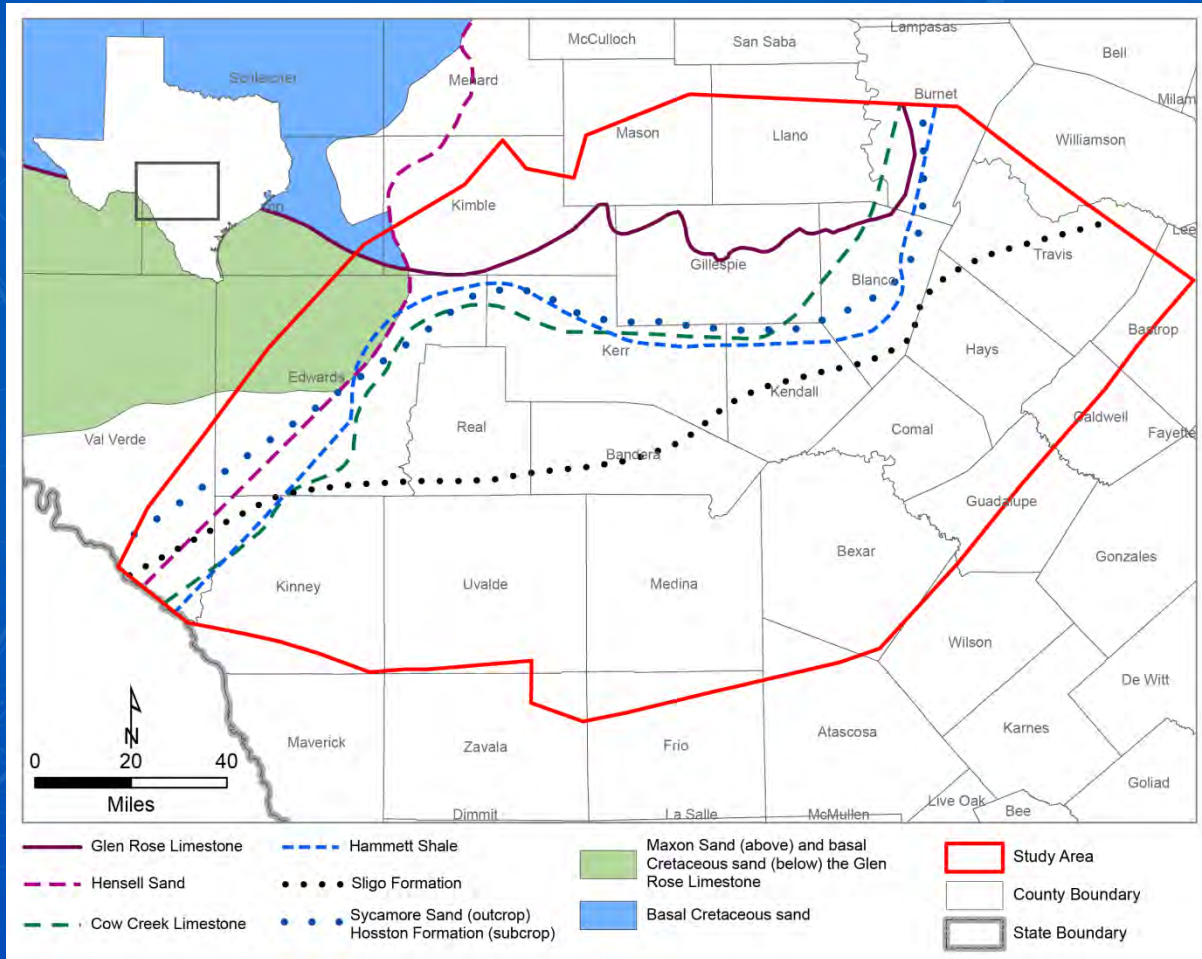 McCulloch
San Saba
Lampasas
Bell
Schleicher
Menard
Burnet
Milam
Mason
Llano
Williamson
Kimble
Lee
Travis
Gillespie
Blanco
Bastrop
Kerr
Hays
Edwards
Kendall
Caldwell
Val Verde
Real
Comal
Fayette
Bandera
Guadalupe
Bexar
Gonzales
Kinney
Uvalde
Medina
Wilson
De Witt
Karnes
Atascosa
Maverick
Zavala
Frio
Goliad
Live Oak
Bee
Dimmit
La Salle
McMullen
N
0 20 40
Miles
Glen Rose Limestone
Hensell Sand
Cow Creek Limestone
Hammett Shale
Sligo Formation
Sycamore Sand (outcrop)
Hosston Formation (subcrop)
Maxon Sand (above) and basal
Cretaceous sand (below) the Glen
Rose Limestone
Basal Cretaceous sand
Study Area
County Boundary
State Boundary